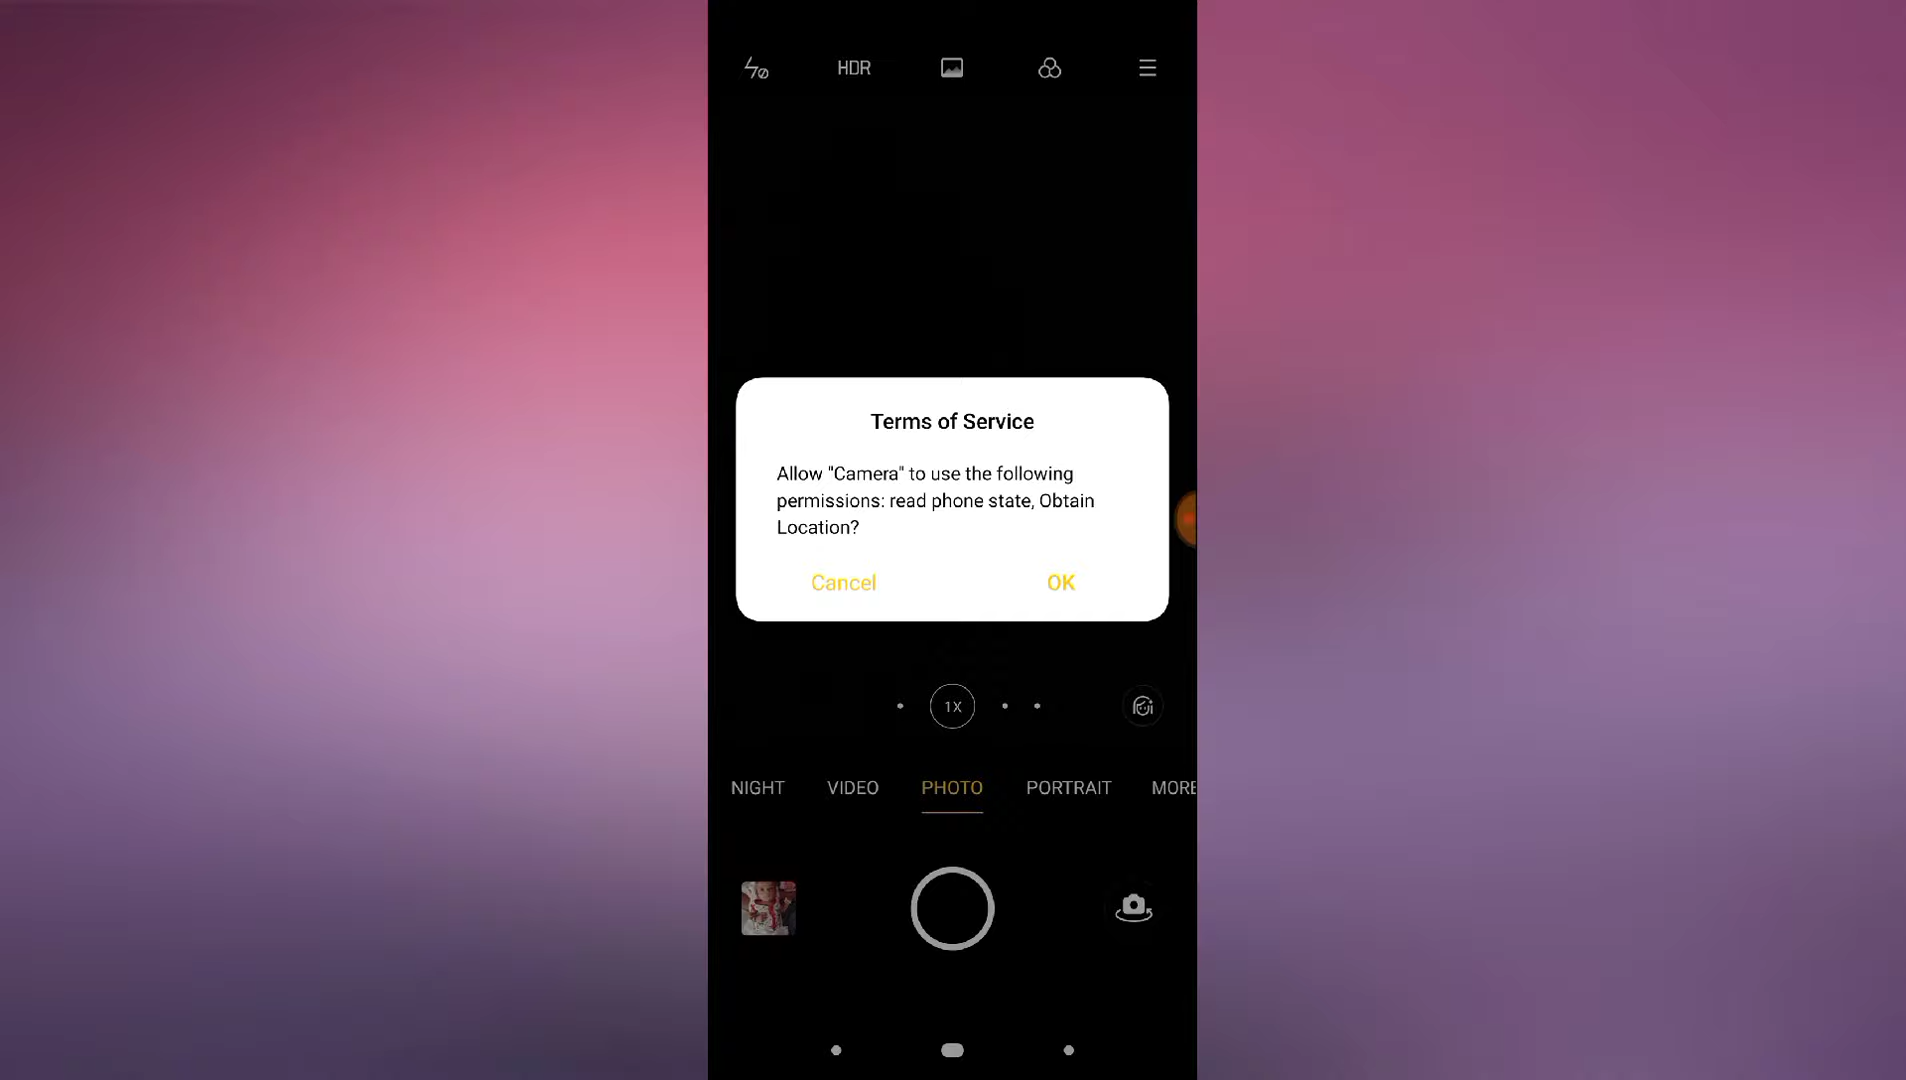 HDR
Terms of Service
Allow "Camera" to use the following
permissions: read phone state, Obtain
Location?
Cancel OK
1X
NIGHT VIDEO PHOTO PORTRAIT MORE